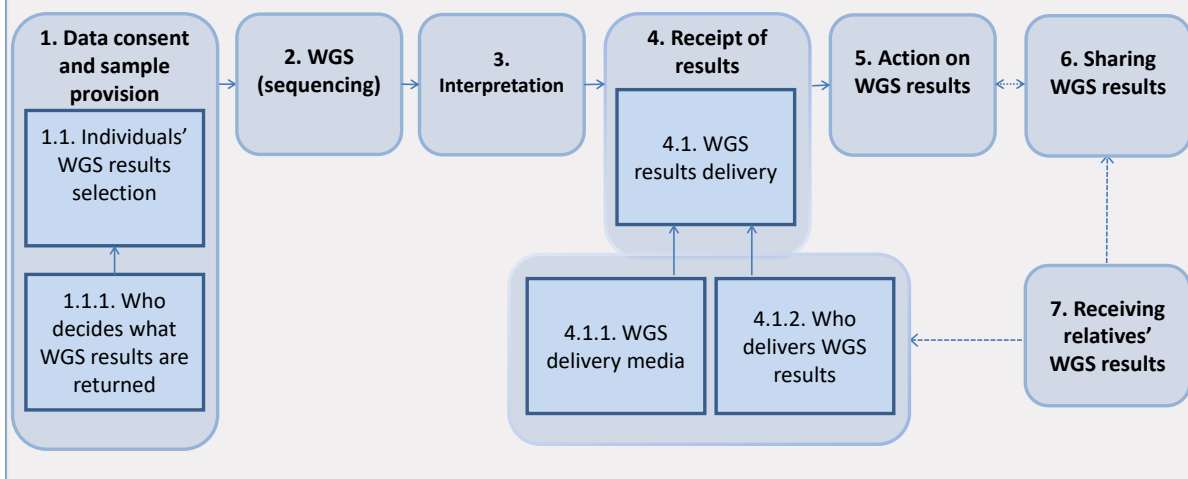 1. Data consent
and sample
provision
1.1. Individuals’
WGS results
selection
1.1.1. Who
decides what
WGS results are
returned
2. WGS
(sequencing)
3.
Interpretation
4. Receipt of
results
4.1. WGS
results delivery
4.1.1. WGS
delivery media
4.1.2. Who
delivers WGS
results
5. Action on
WGS results
6. Sharing
WGS results
7. Receiving
relatives’
WGS results